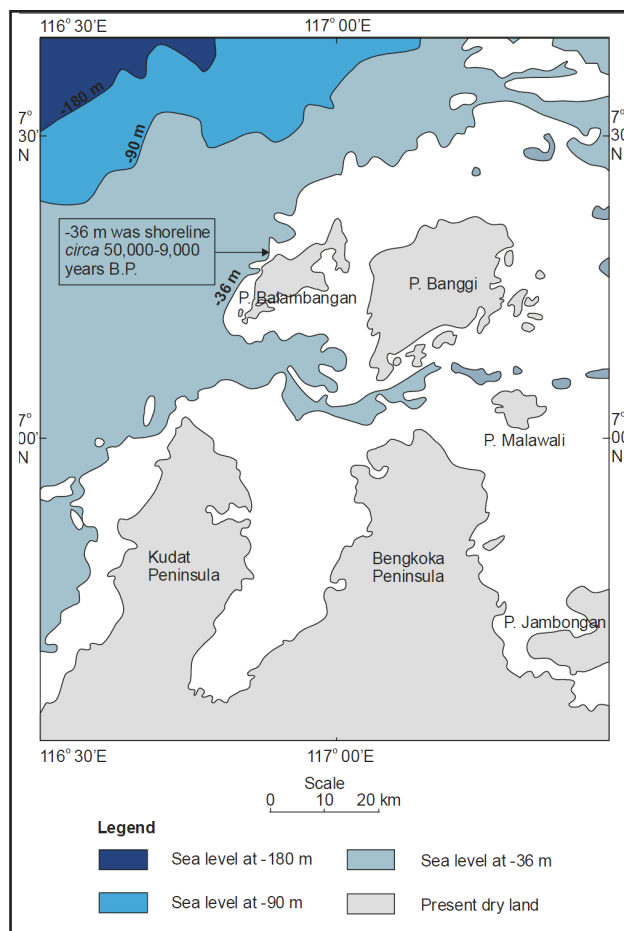 116° 30'E 117° 00'E
-180 m
7°
30'
N
7°
30'
N
-90 m
-36 m was shoreline
circa 50,000-9,000
years B.P.
-36 m
P. Balambangan
P. Banggi
7°
00'
N
7°
00'
N
P. Malawali
Kudat
Peninsula
Bengkoka
Peninsula
P. Jambongan
116° 30'E 117° 00'E
Scale
0 10 20 km
Legend
Sea level at -180 m
Sea level at -36 m
Sea level at -90 m
Present dry land